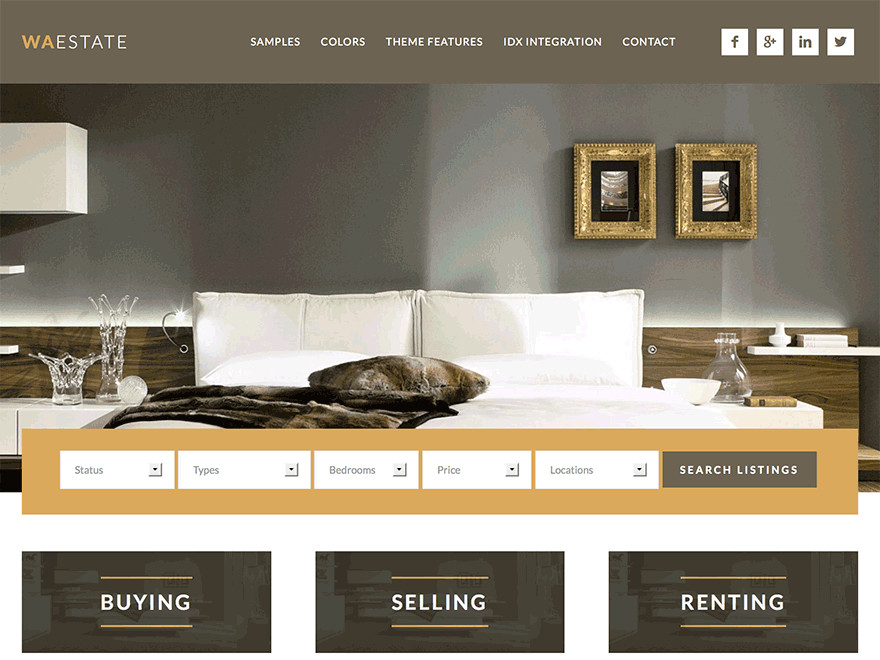 WAESTATE SAMPLES COLORS THEME FEATURES IDX INTEGRATION CONTACT f g+ in
Status Types Bedrooms Price Locations SEARCH LISTINGS
BUYING SELLING RENTING